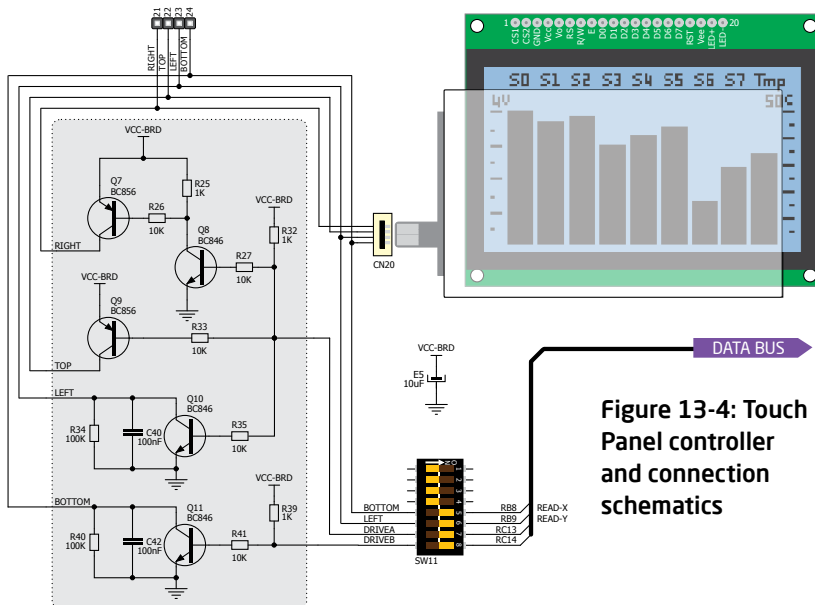 21
22
23
24
RIGHT
TOP
LEFT
BOTTOM
1
20
CS1
CS2
GND
Vcc
Vo
RS
R/W
E
D0
D1
D2
D3
D4
D5
D6
D7
RST
Vee
LED+
LED-
S0 S1 S2 S3 S4 S5 S6 S7 Tmp
4V
50C
VCC-BRD
Q7
BC856
R25
1K
R26
10K
Q8
BC846
VCC-BRD
R32
1K
R27
10K
RIGHT
CN20
VCC-BRD
Q9
BC856
R33
10K
TOP
LEFT
Q10
BC846
R34
100K
C40
100nF
R35
10K
VCC-BRD
E5
10uF
DATA BUS
Figure 13-4: Touch
Panel controller
and connection
schematics
BOTTOM
Q11
BC846
VCC-BRD
R39
1K
R40
100K
C42
100nF
R41
10K
O
N
1
2
3
4
5
6
7
8
BOTTOM
LEFT
DRIVEA
DRIVEB
RB8
RB9
RC13
RC14
READ-X
READ-Y
SW11